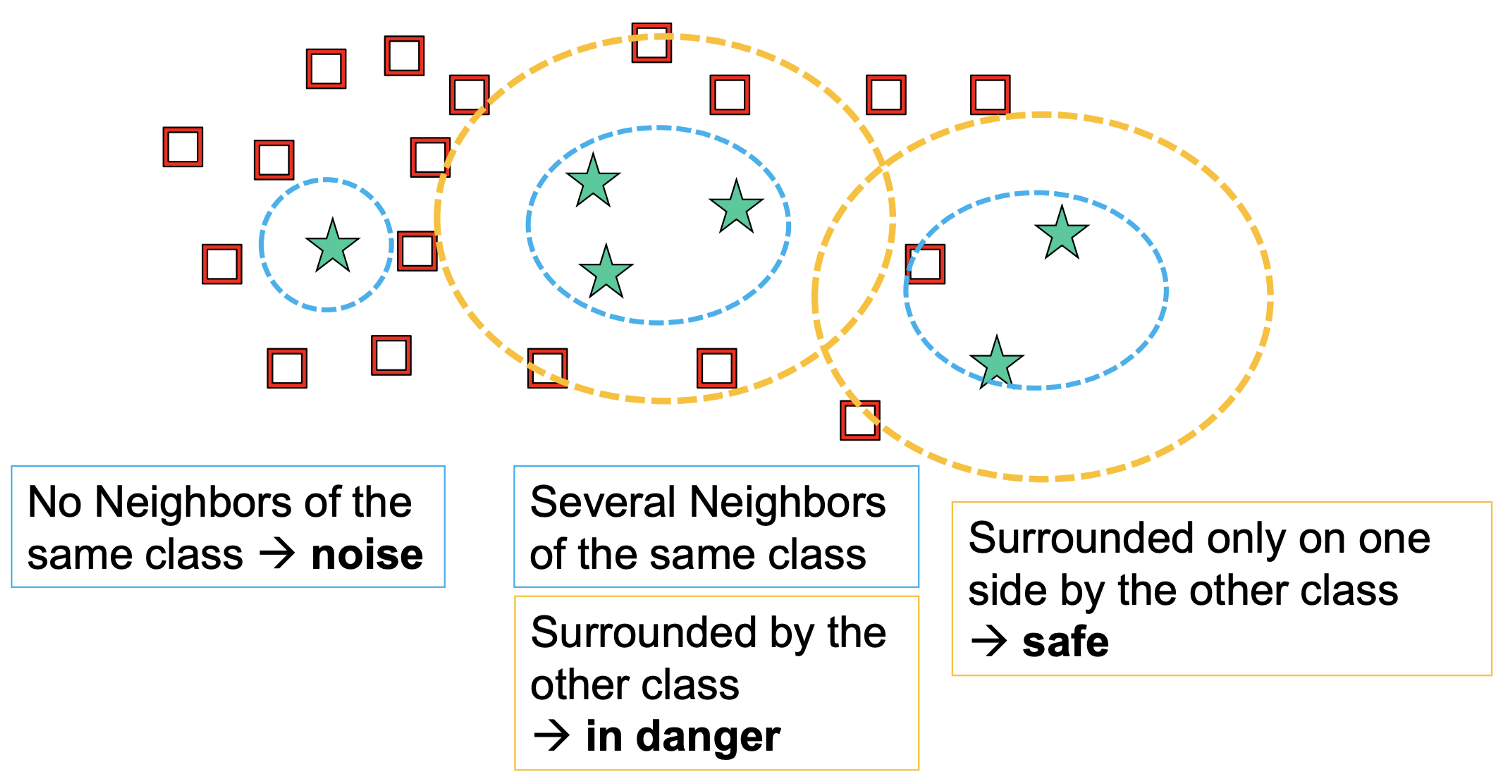 No Neighbors of the
same class → noise
Several Neighbors
of the same class
Surrounded by the
other class
→ in danger
Surrounded only on one
side by the other class
→ safe